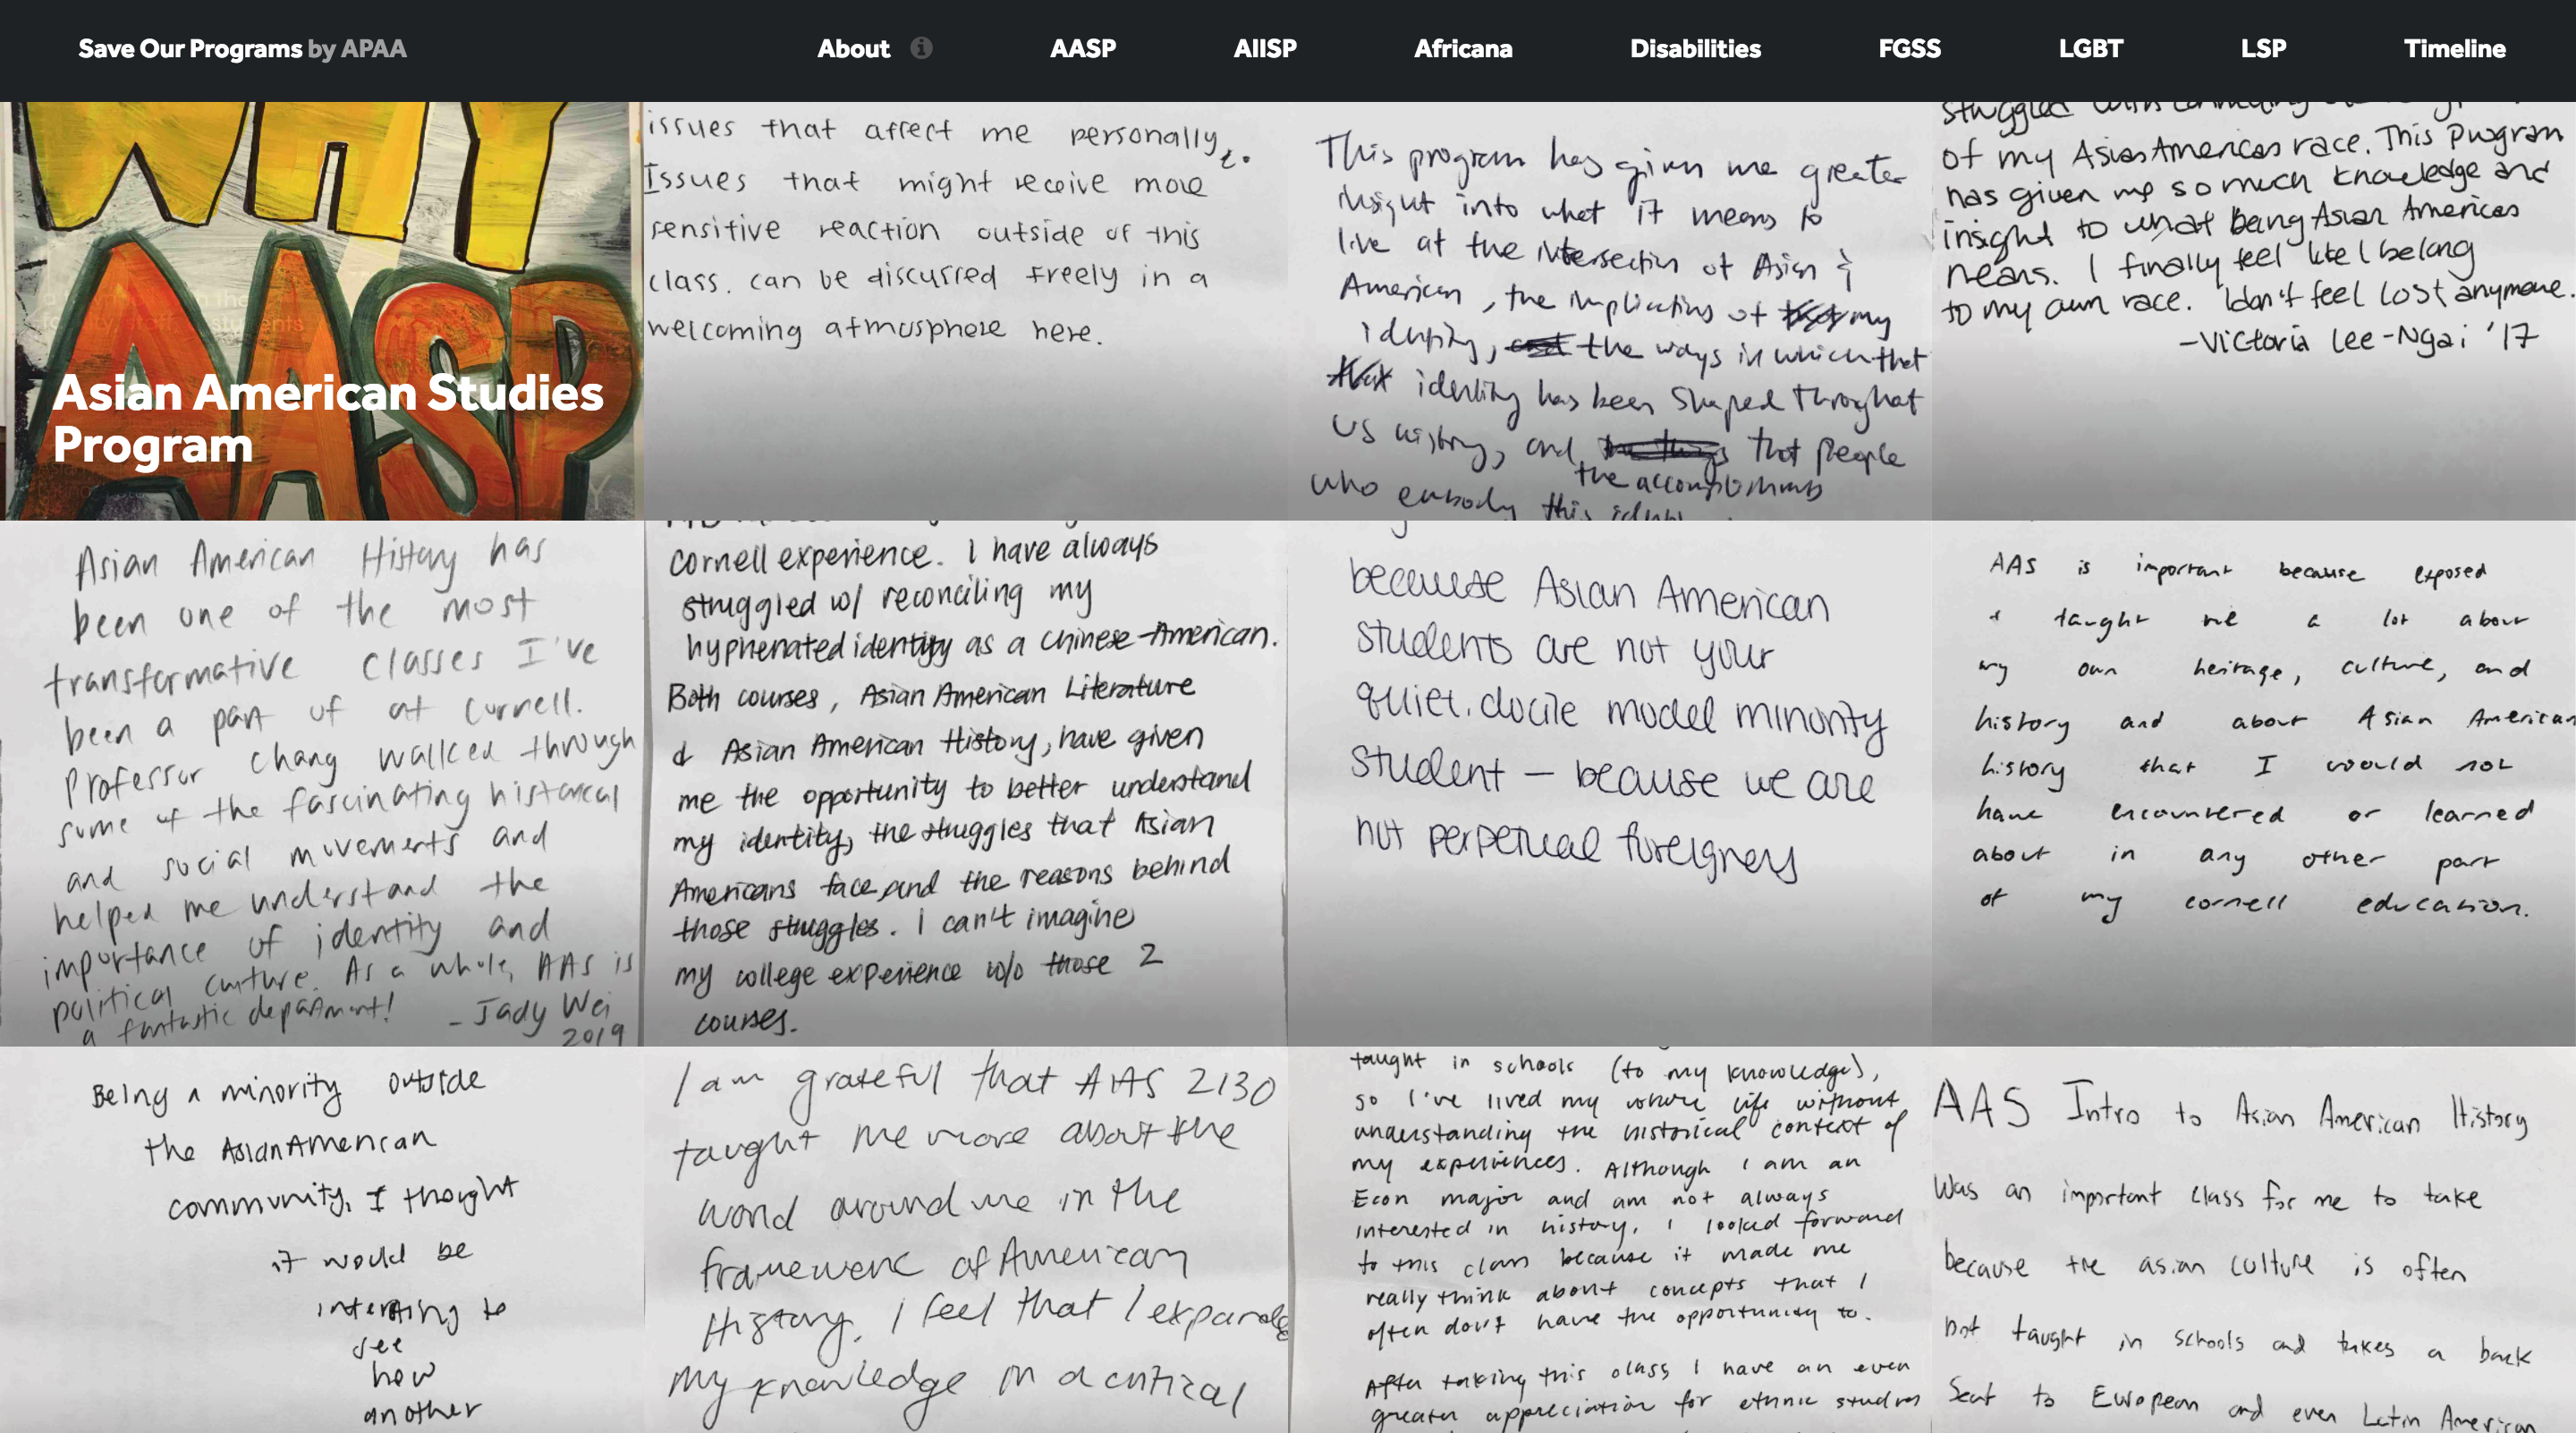 Save Our Programs by APAA
About AASP AIISP Africana Disabilities FGSS LGBT LSP Timeline
WHY
AASP
Asian American Studies
Program
issues that affect me personally,
Issues that might receive more
sensitive reaction outside of this
class. can be discussed freely in a
welcoming atmosphere here.
This program has given me greater
insight into what it means to
live at the intersection of Asian &
American, the implications of my
identity, the ways in which that
identity has been shaped throughout
US history, and that people
the accomplishments
who embody this
struggled with
of my Asian American race. This Program
has given me so much knowledge and
insight to what being Asian American
means. I finally feel like I belong
to my own race. I don't feel lost anymore.
-Victoria Lee-Ngai '17
Asian American History has
been one of the most
transformative classes I've
been a part of at Cornell.
Professor Chang walked through
some of the fascinating historical
and social movements and
helped me understand the
importance of identity and
political culture. As a whole, AAS is
a fantastic department! - Jady Wei
2019
cornell experience. I have always
struggled w/ reconciling my
hyphenated identity as a Chinese-American.
Both courses, Asian American Literature
& Asian American History, have given
me the opportunity to better understand
my identity, the struggles that Asian
Americans face, and the reasons behind
those struggles. I can't imagine
my college experience w/o those 2
courses.
because Asian American
students are not your
quiet, docile model minority
student – because we are
not perpetual foreigners
AAS is important because exposed
& taught me a lot about
my own heritage, culture, and
history and about Asian American
history that I would not
have encountered or learned
about in any other part
of my cornell education.
Being a minority outside
the Asian American
community, I thought
it would be
interesting to
see
how
another
I am grateful that AAS 2130
taught me more about the
world around me in the
framework of American
History. I feel that I expanded
my knowledge on a critical
taught in schools (to my knowledge),
so I've lived my whole life without
understanding the historical context of
my experiences. Although I am an
Econ major and am not always
interested in history, I looked forward
to this class because it made me
really think about concepts that I
often don't have the opportunity to.
After taking this class I have an even
greater appreciation for ethnic studies
AAS Intro to Asian American History
was an important class for me to take
because the asian culture is often
not taught in schools and takes a back
seat to European and even Latin American